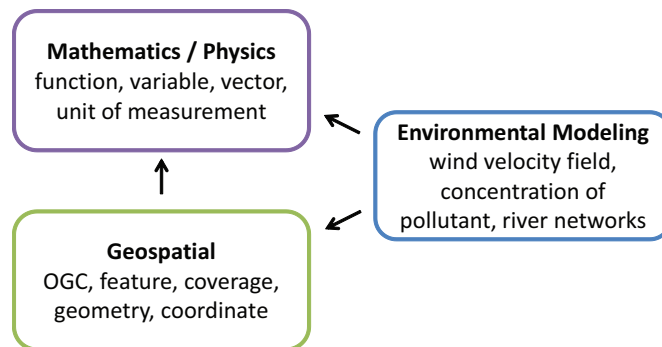 Mathematics / Physics
function, variable, vector,
unit of measurement
Environmental Modeling
wind velocity field,
concentration of
pollutant, river networks
Geospatial
OGC, feature, coverage,
geometry, coordinate